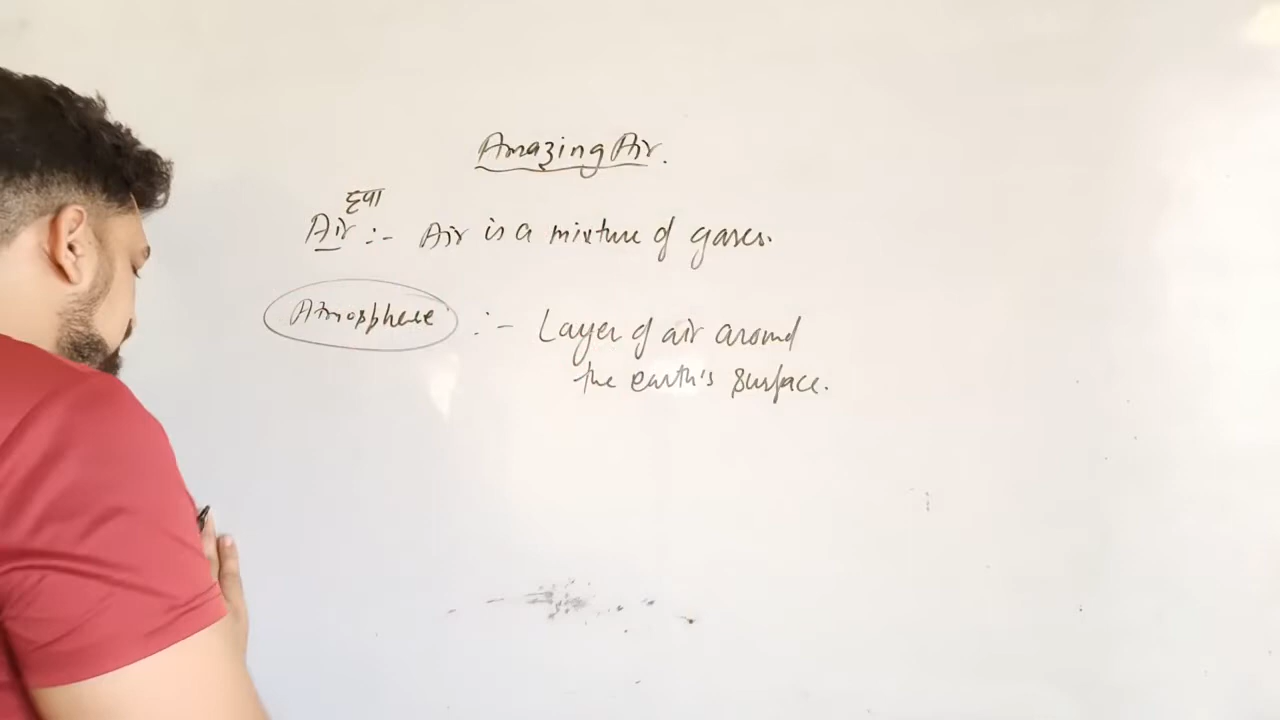 Amazing Air.
हवा
Air :- Air is a mixture of gases.
Atmosphere :- Layer of air around
the earth's surface.